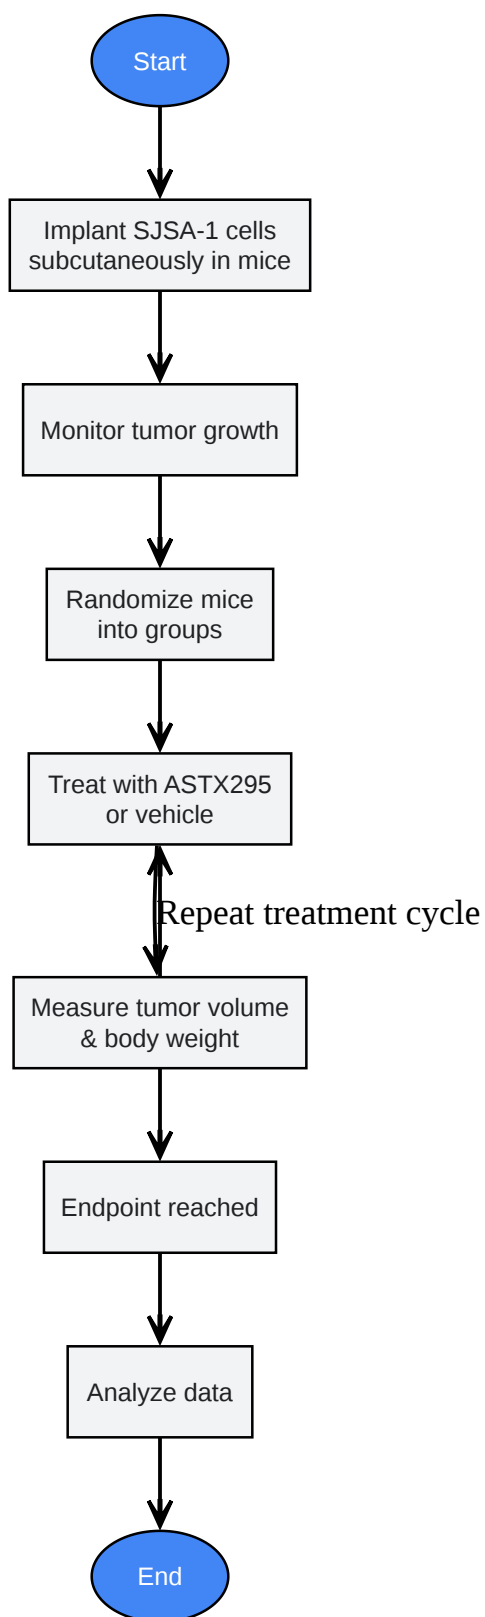 Start
Implant SJSA-1 cells
subcutaneously in mice
Monitor tumor growth
Randomize mice
into groups
Treat with ASTX295
or vehicle
Repeat treatment cycle
Measure tumor volume
& body weight
Endpoint reached
Analyze data
End